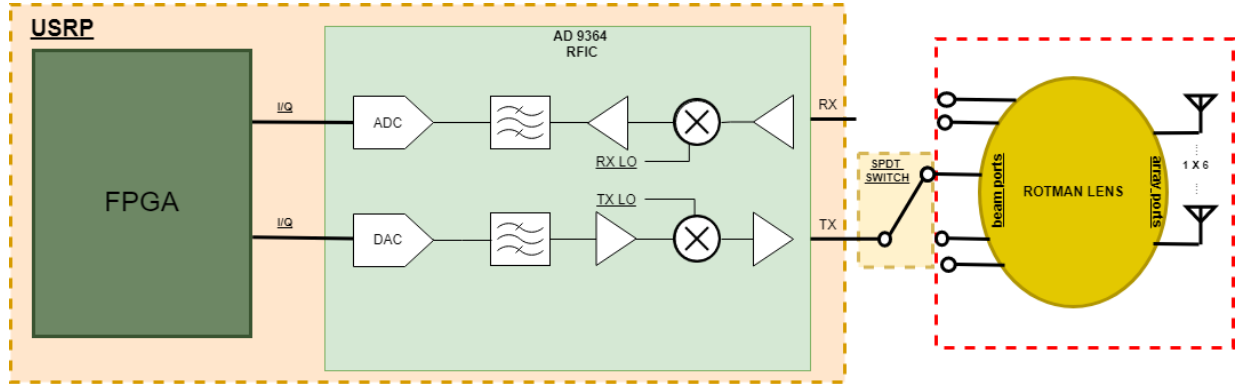 USRP
AD 9364
RFIC
FPGA
I/Q
ADC
RX LO
RX
I/Q
DAC
TX LO
TX
SPDT
SWITCH
beam ports
ROTMAN LENS
array ports
1 X 6